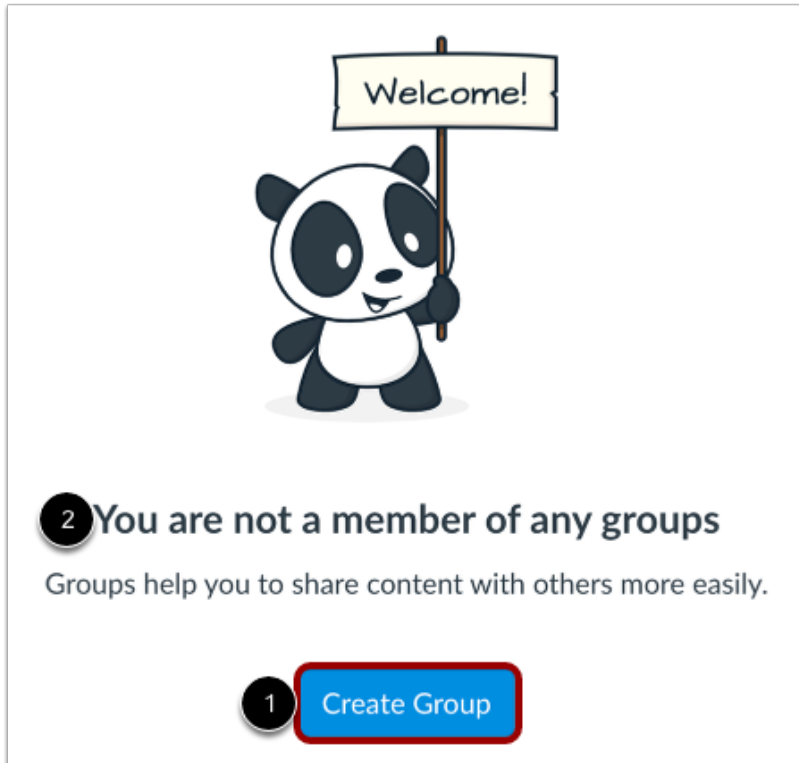 Welcome!
2 You are not a member of any groups
Groups help you to share content with others more easily.
1 Create Group